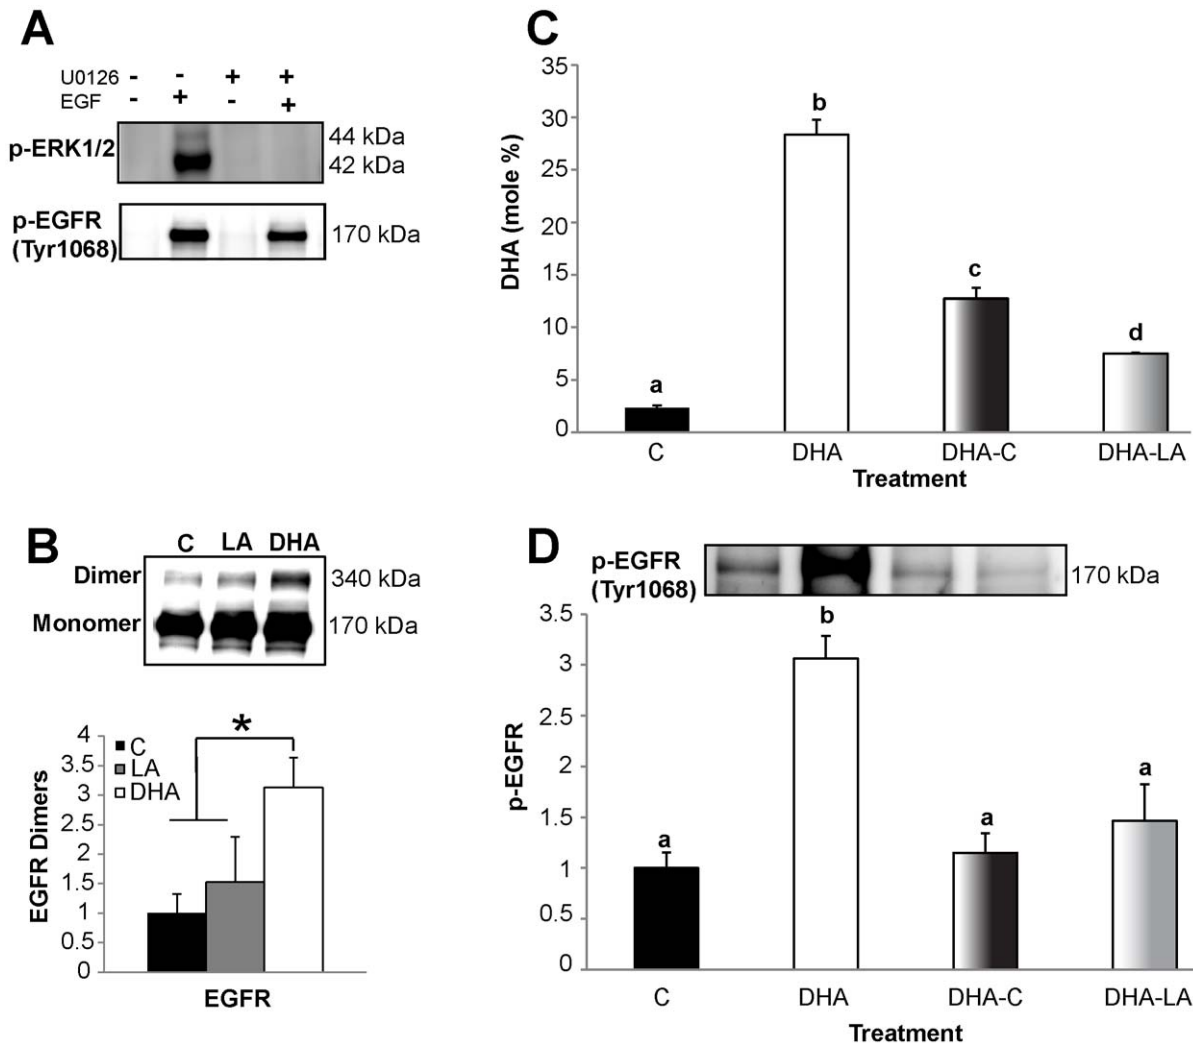 A
U0126 - - + +
EGF - + - +
p-ERK1/2
44 kDa
42 kDa
p-EGFR
(Tyr1068)
170 kDa
B
C LA DHA
Dimer
340 kDa
Monomer
170 kDa
*
4
3.5
3
2.5
2
1.5
1
0.5
0
C
LA
DHA
EGFR Dimers
EGFR
C
35
30
25
20
15
10
5
0
DHA (mole %)
a
b
c
d
C DHA DHA-C DHA-LA
Treatment
D
p-EGFR
(Tyr1068)
170 kDa
3.5
3
2.5
2
1.5
1
0.5
0
p-EGFR
a
b
a
a
C DHA DHA-C DHA-LA
Treatment